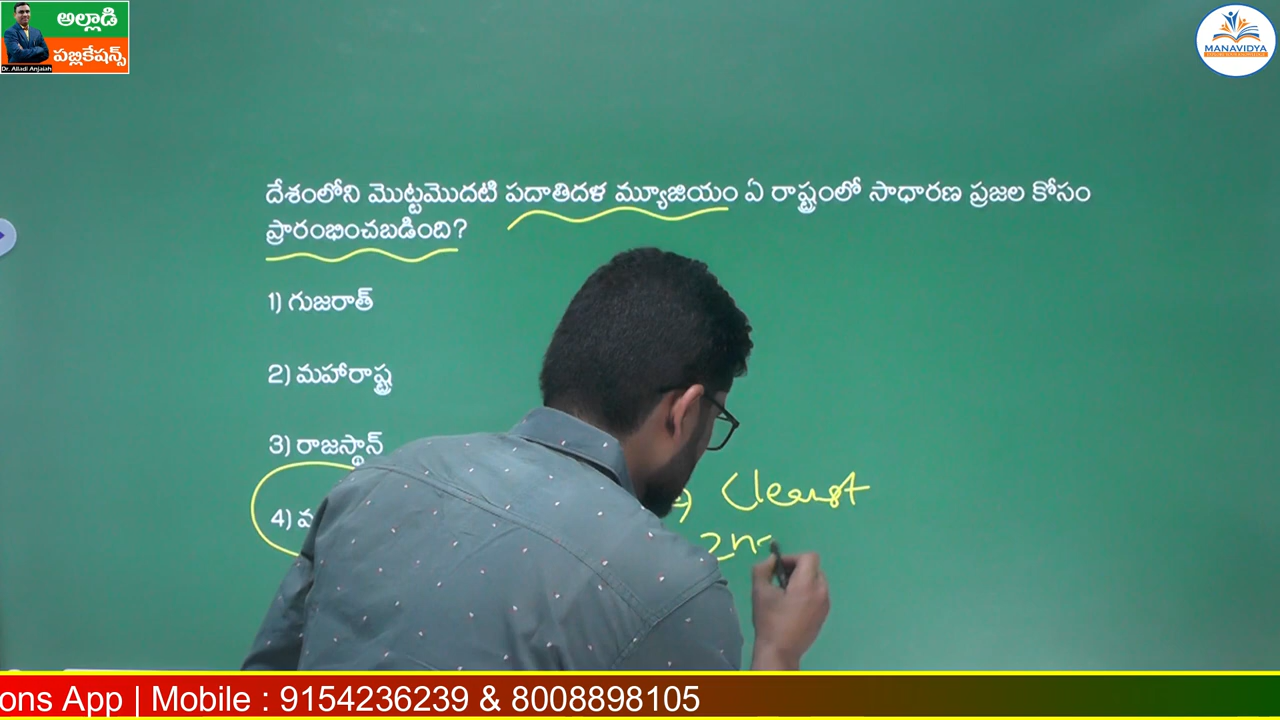 అల్లాడి
పబ్లికేషన్స్
Dr. Alladi Anjaiah
MANAVIDYA
దేశంలోని మొట్టమొదటి పదాతిదళ మ్యూజియం ఏ రాష్ట్రంలో సాధారణ ప్రజల కోసం
ప్రారంభించబడింది?
1) గుజరాత్
2) మహారాష్ట్ర
3) రాజస్థాన్
4)
ons App | Mobile : 9154236239 & 8008898105